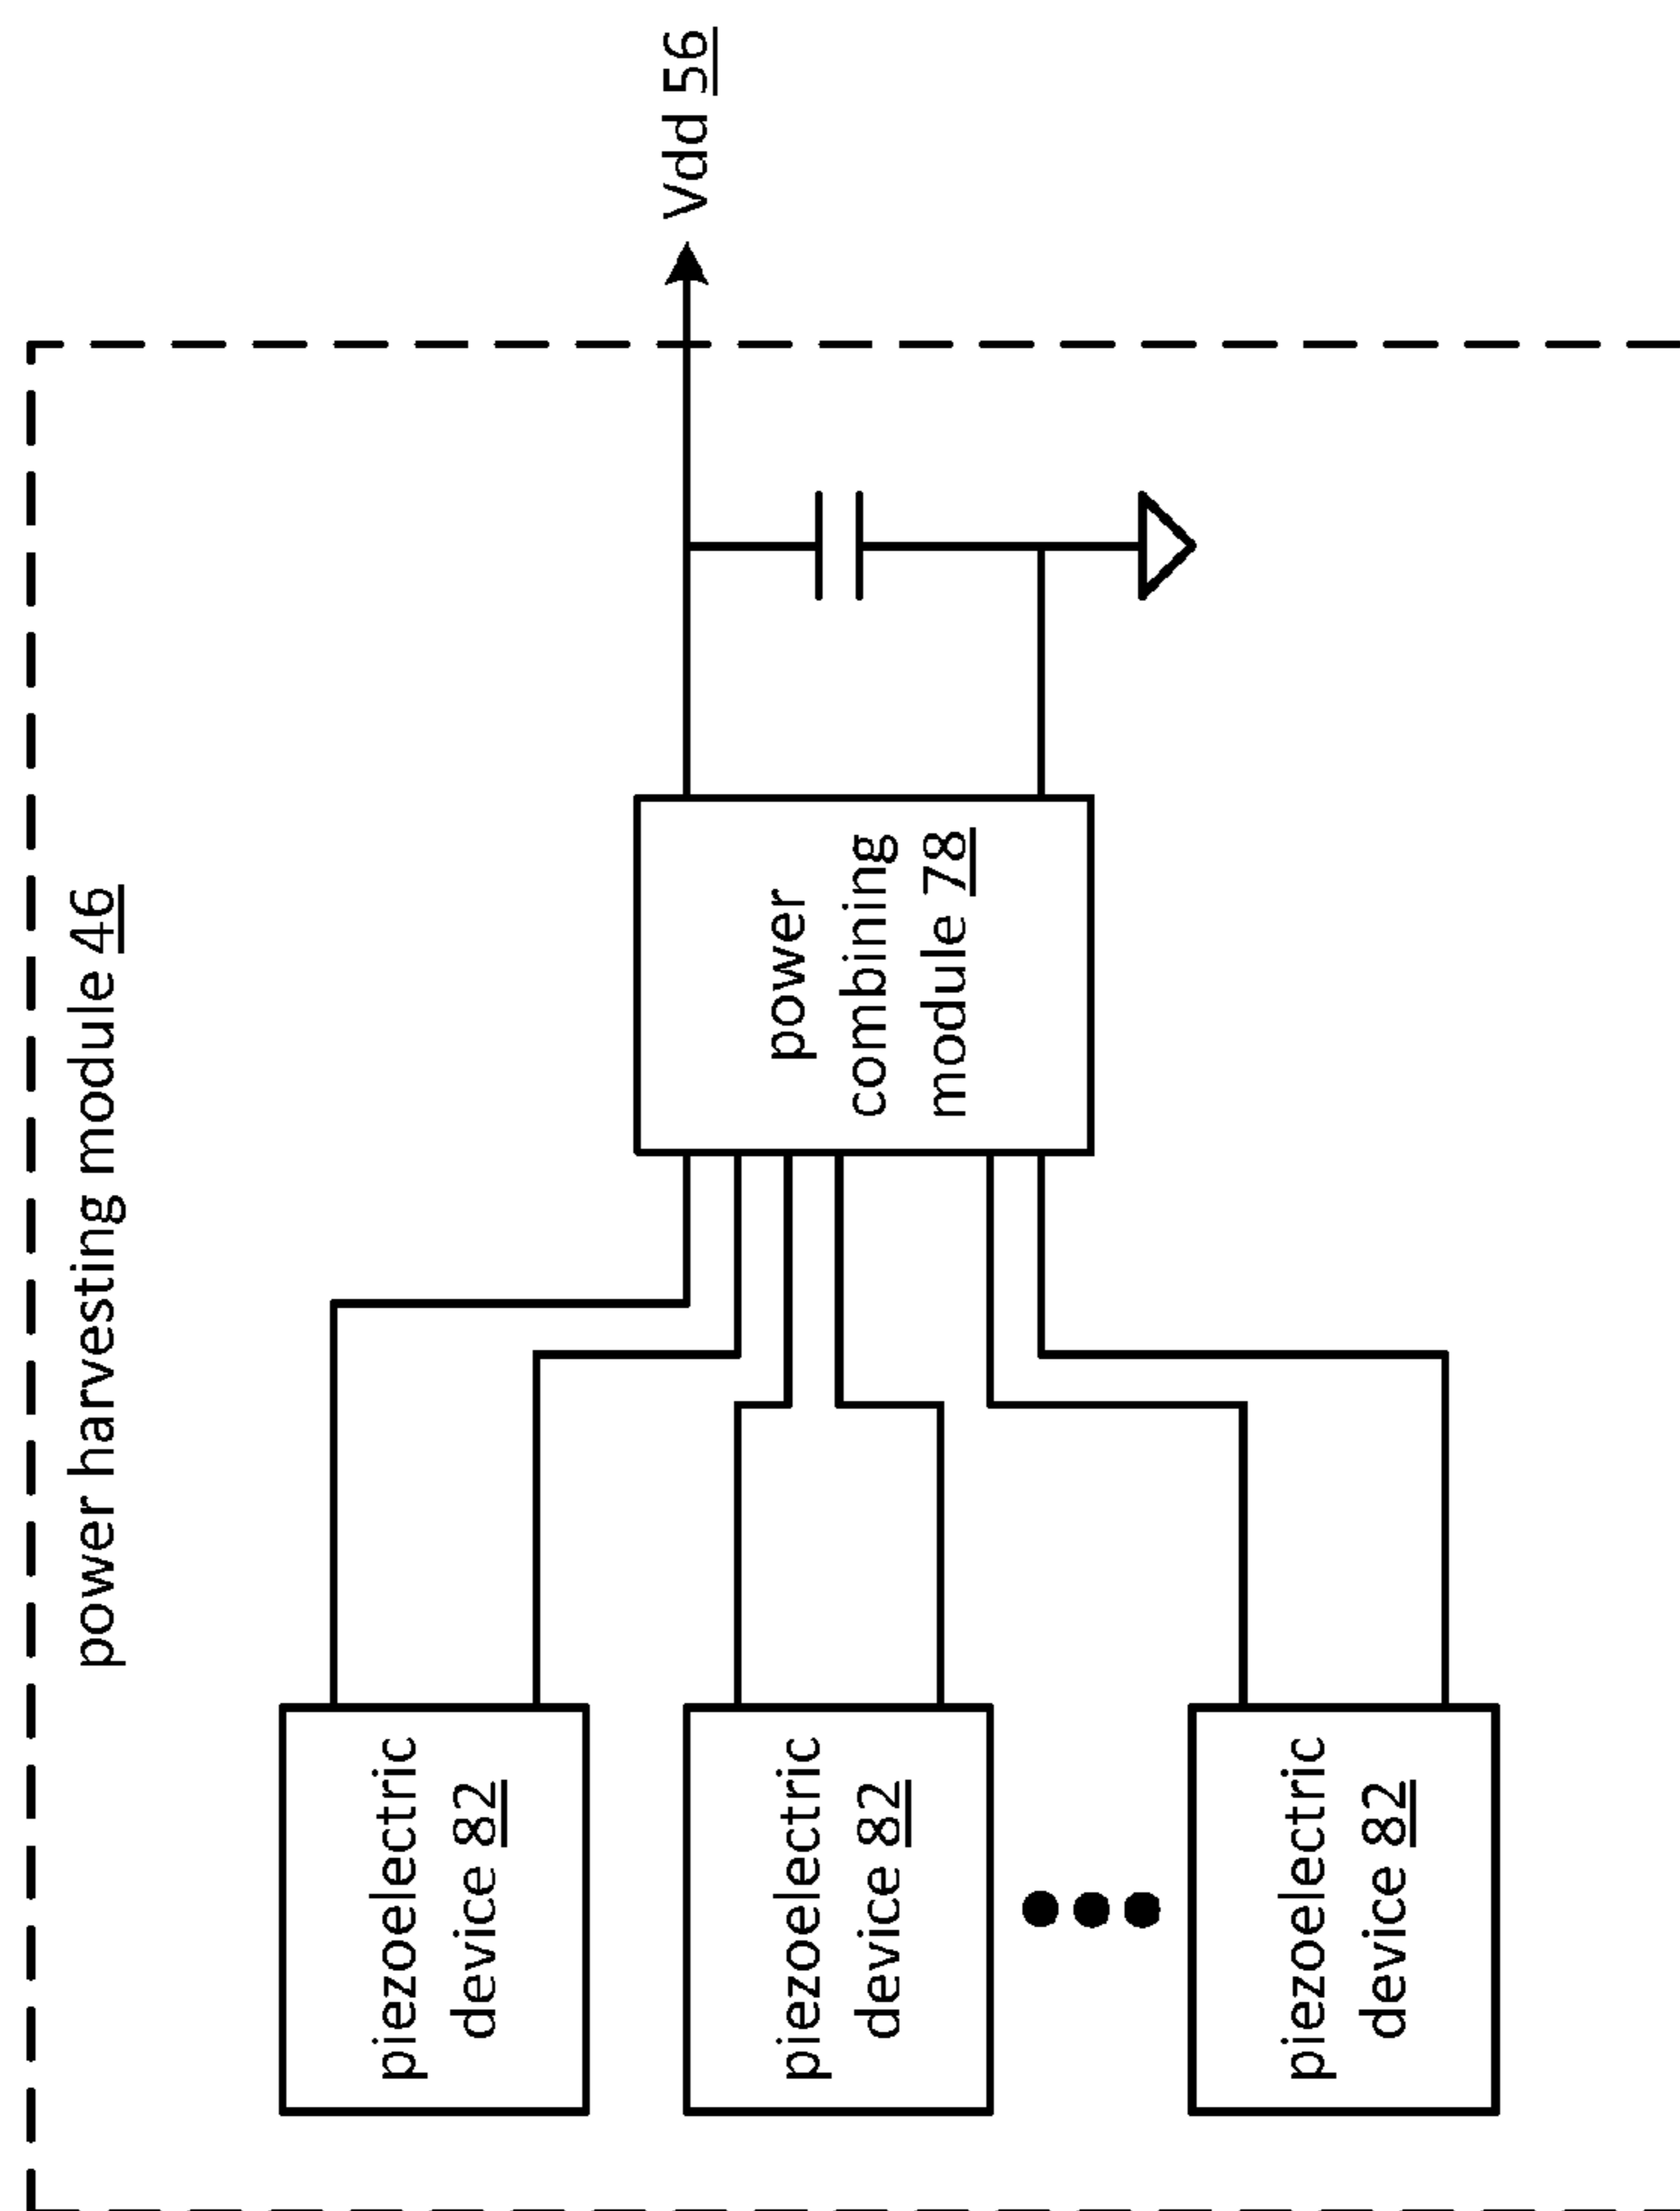 power harvesting module 46
piezoelectric
device 82
piezoelectric
device 82
piezoelectric
device 82
power
combining
module 78
Vdd 56